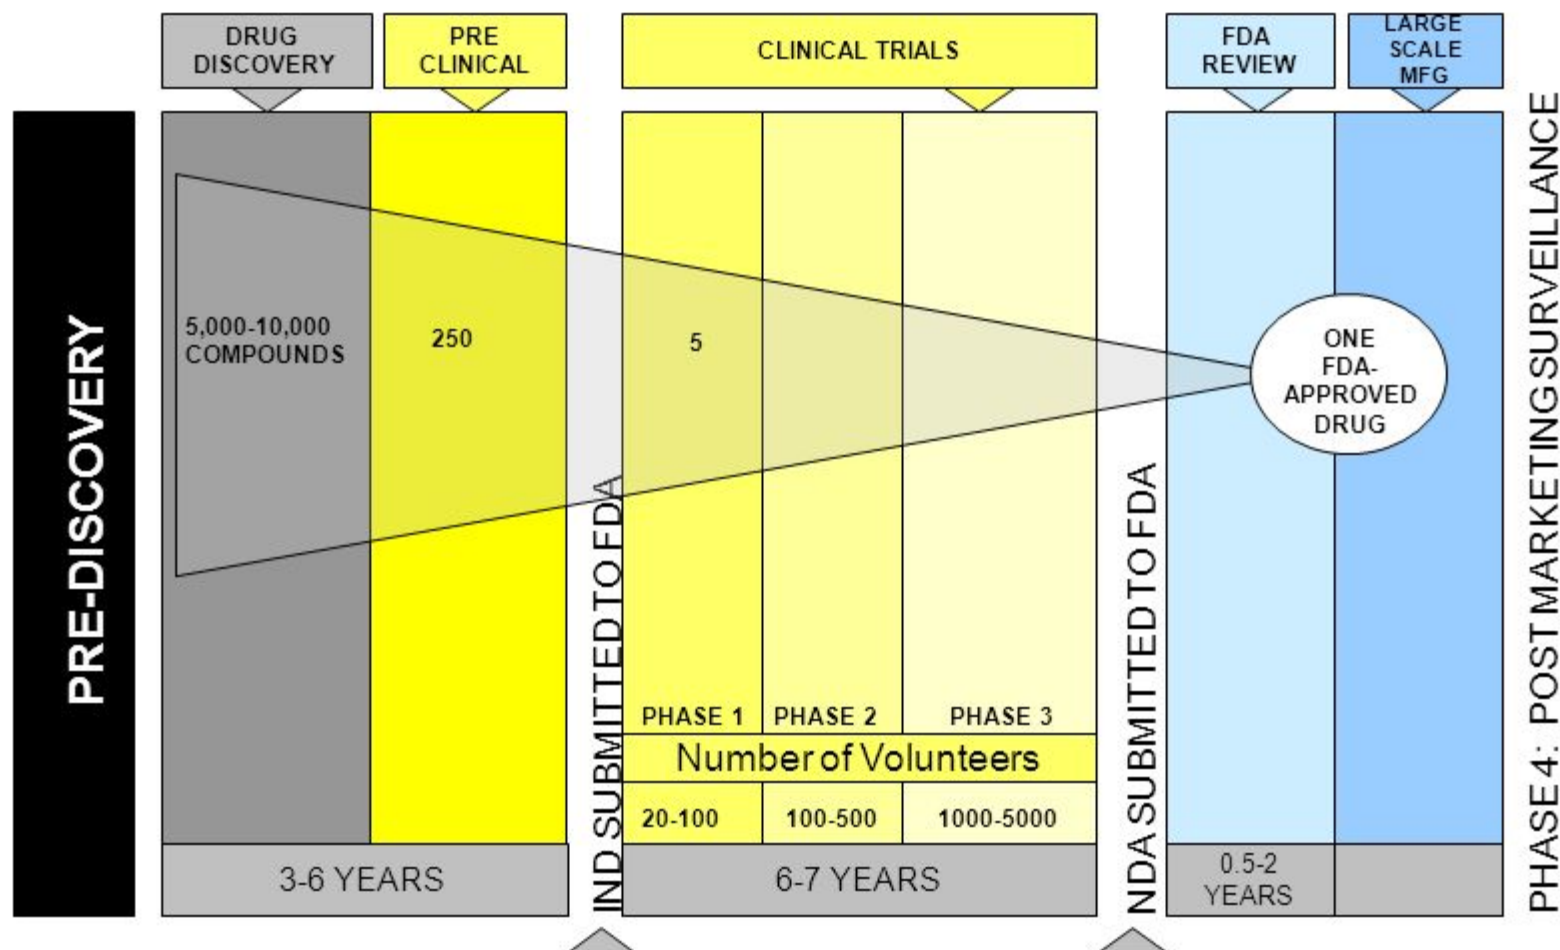 DRUG
DISCOVERY
PRE
CLINICAL
CLINICAL TRIALS
FDA
REVIEW
LARGE
SCALE
MFG
PRE-DISCOVERY
5,000-10,000
COMPOUNDS
250
5
ONE
FDA-
APPROVED
DRUG
IND SUBMITTED TO FDA
PHASE 1
PHASE 2
PHASE 3
Number of Volunteers
20-100
100-500
1000-5000
NDA SUBMITTED TO FDA
3-6 YEARS
6-7 YEARS
0.5-2
YEARS
PHASE 4: POST MARKETING SURVEILLANCE